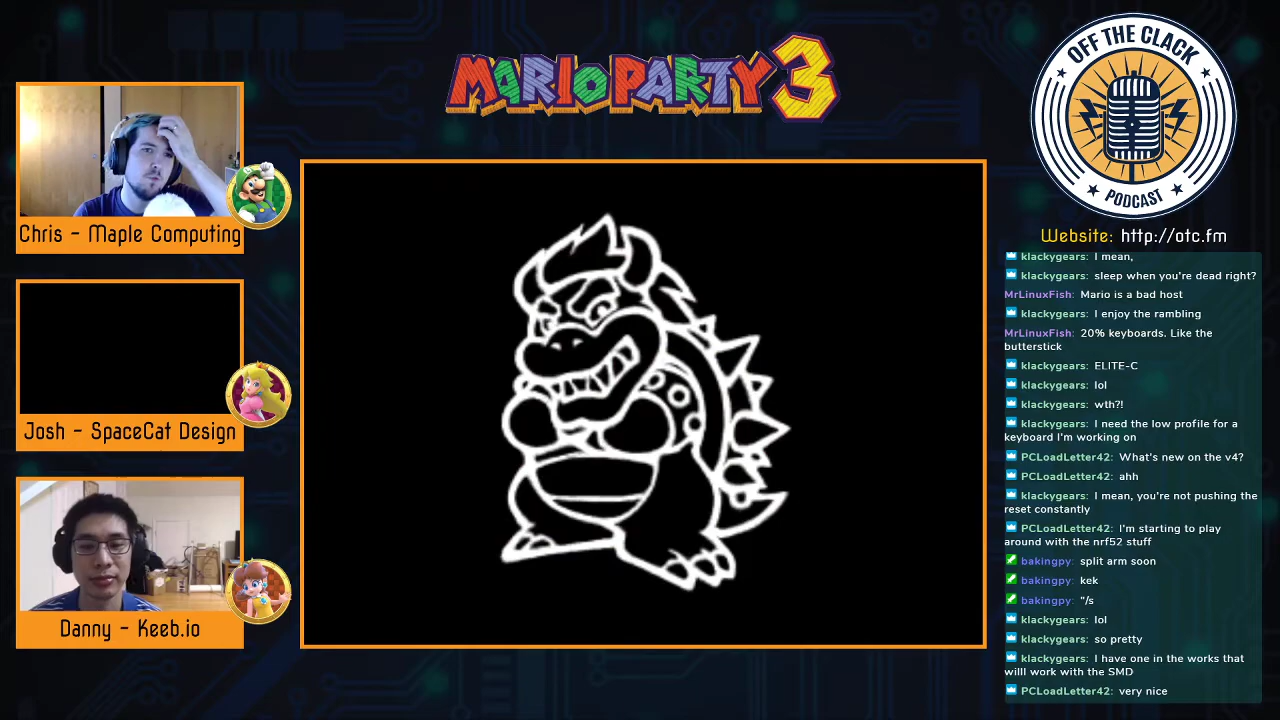 MARIO PARTY 3
OFF THE CLACK
PODCAST
Chris - Maple Computing
Josh - SpaceCat Design
Danny - Keeb.io
Website: http://otc.fm
klackygears: I mean,
klackygears: sleep when you're dead right?
MrLinuxFish: Mario is a bad host
klackygears: I enjoy the rambling
MrLinuxFish: 20% keyboards. Like the
butterstick
klackygears: ELITE-C
klackygears: lol
klackygears: wth?!
klackygears: I need the low profile for a
keyboard I'm working on
PCLoadLetter42: What's new on the v4?
PCLoadLetter42: ahh
klackygears: I mean, you're not pushing the
reset constantly
PCLoadLetter42: I'm starting to play
around with the nrf52 stuff
bakingpy: split arm soon
bakingpy: kek
bakingpy: "/s
klackygears: lol
klackygears: so pretty
klackygears: I have one in the works that
willl work with the SMD
PCLoadLetter42: very nice